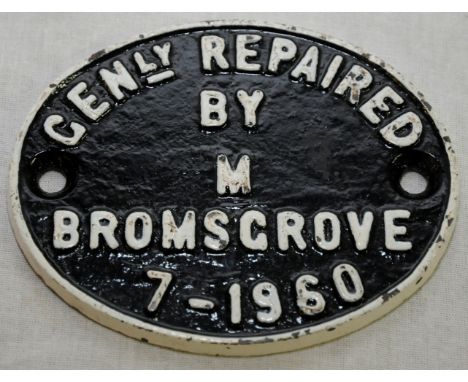 GENLY REPAIRED
BY
M
BROMSGROVE
7-1960